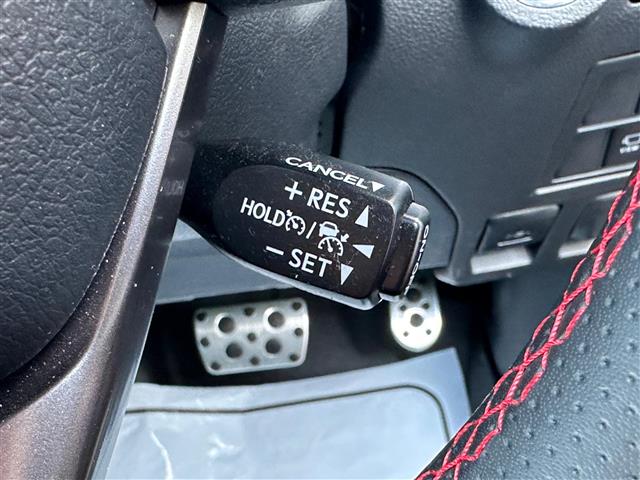 CANCEL▼
+ RES ▲
HOLD / ◀
− SET ▼